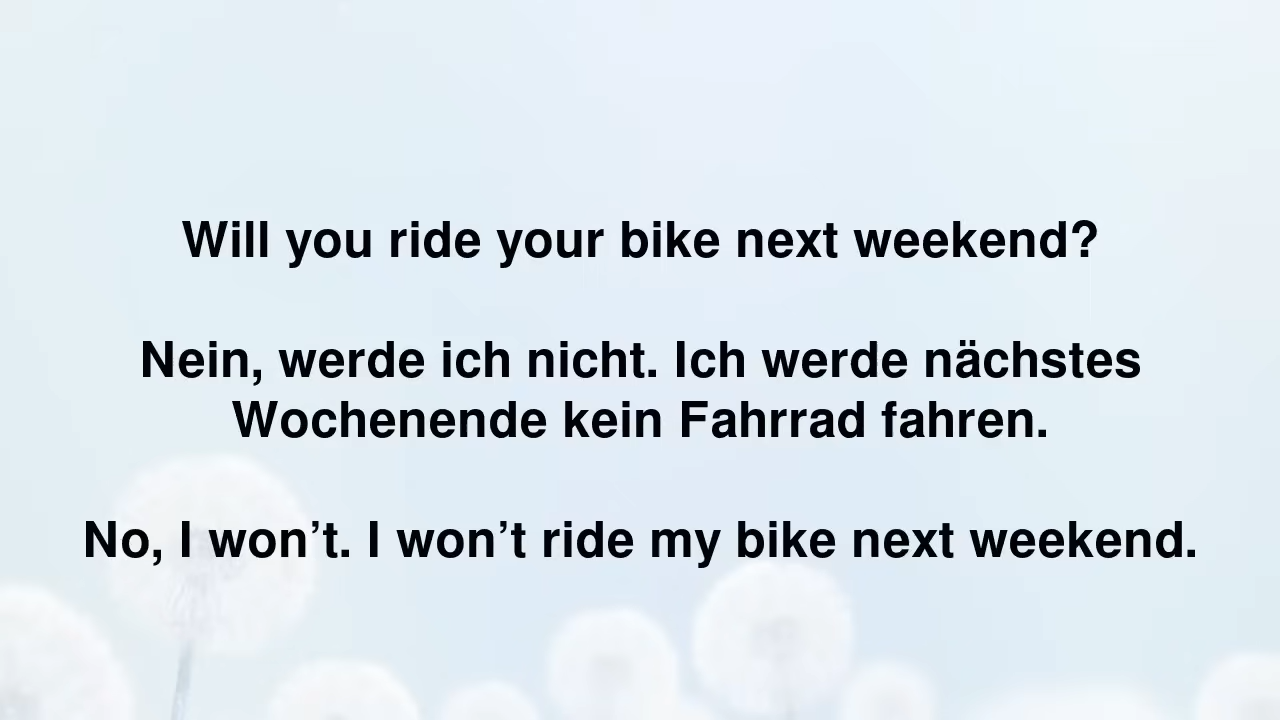 Will you ride your bike next weekend?
Nein, werde ich nicht. Ich werde nächstes
Wochenende kein Fahrrad fahren.
No, I won’t. I won’t ride my bike next weekend.